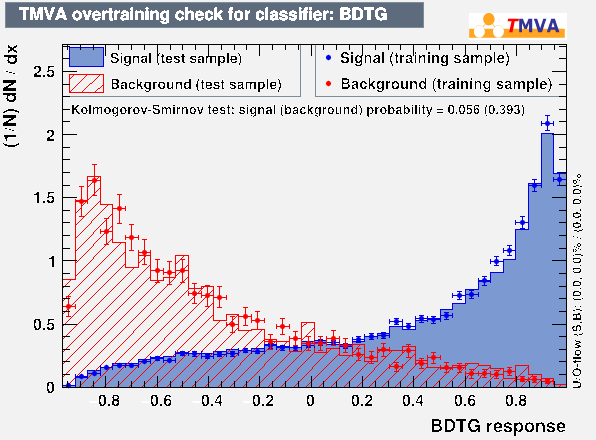 TMVA overtraining check for classifier: BDTG
TMVA
Signal (test sample)
Background (test sample)
Signal (training sample)
Background (training sample)
Kolmogorov-Smirnov test: signal (background) probability = 0.056 (0.393)
(1/N) dN / dx
2.5
2
1.5
1
0.5
0
-0.8 -0.6 -0.4 -0.2 0 0.2 0.4 0.6 0.8
BDTG response
U/O-flow (S,B): (0.0, 0.0)% / (0.0, 0.0)%